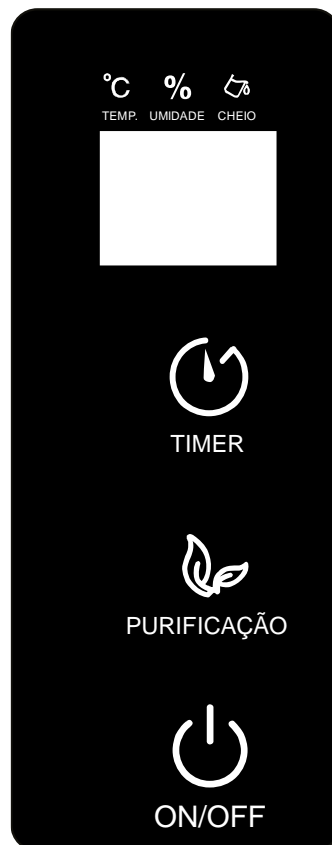 °C % 
TEMP. UMIDADE CHEIO
TIMER
PURIFICAÇÃO
ON/OFF